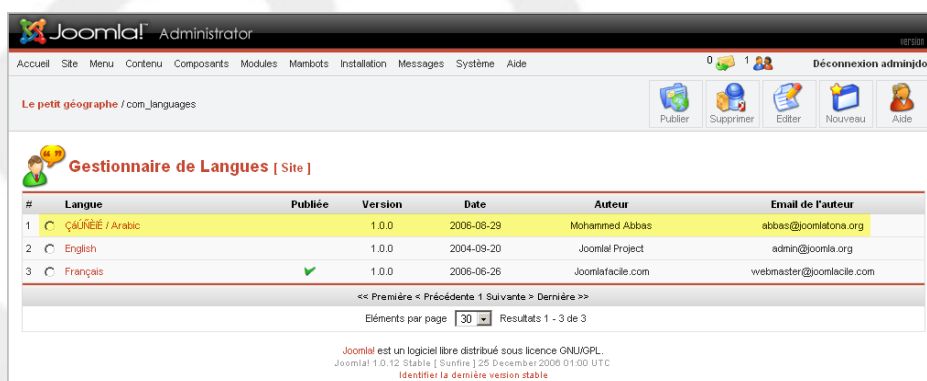 Joomla! Administrator
version
Accueil Site Menu Contenu Composants Modules Mambots Installation Messages Système Aide 0 1 Déconnexion adminjdo
Le petit géographe / com_languages
Publier Supprimer Editer Nouveau Aide
Gestionnaire de Langues [ Site ]
# Langue Publiée Version Date Auteur Email de l'auteur
1 ÇáÚÑÈíÉ / Arabic 1.0.0 2006-08-29 Mohammed Abbas abbas@joomlatona.org
2 English 1.0.0 2004-09-20 Joomla! Project admin@joomla.org
3 Français 1.0.0 2006-06-26 Joomlafacile.com webmaster@joomlacile.com
<< Première < Précédente 1 Suivante > Dernière >>
Eléments par page 30 Resultats 1 - 3 de 3
Joomla! est un logiciel libre distribué sous licence GNU/GPL.
Joomla! 1.0.12 Stable [ Sunfire ] 25 December 2006 01:00 UTC
Identifier la dernière version stable